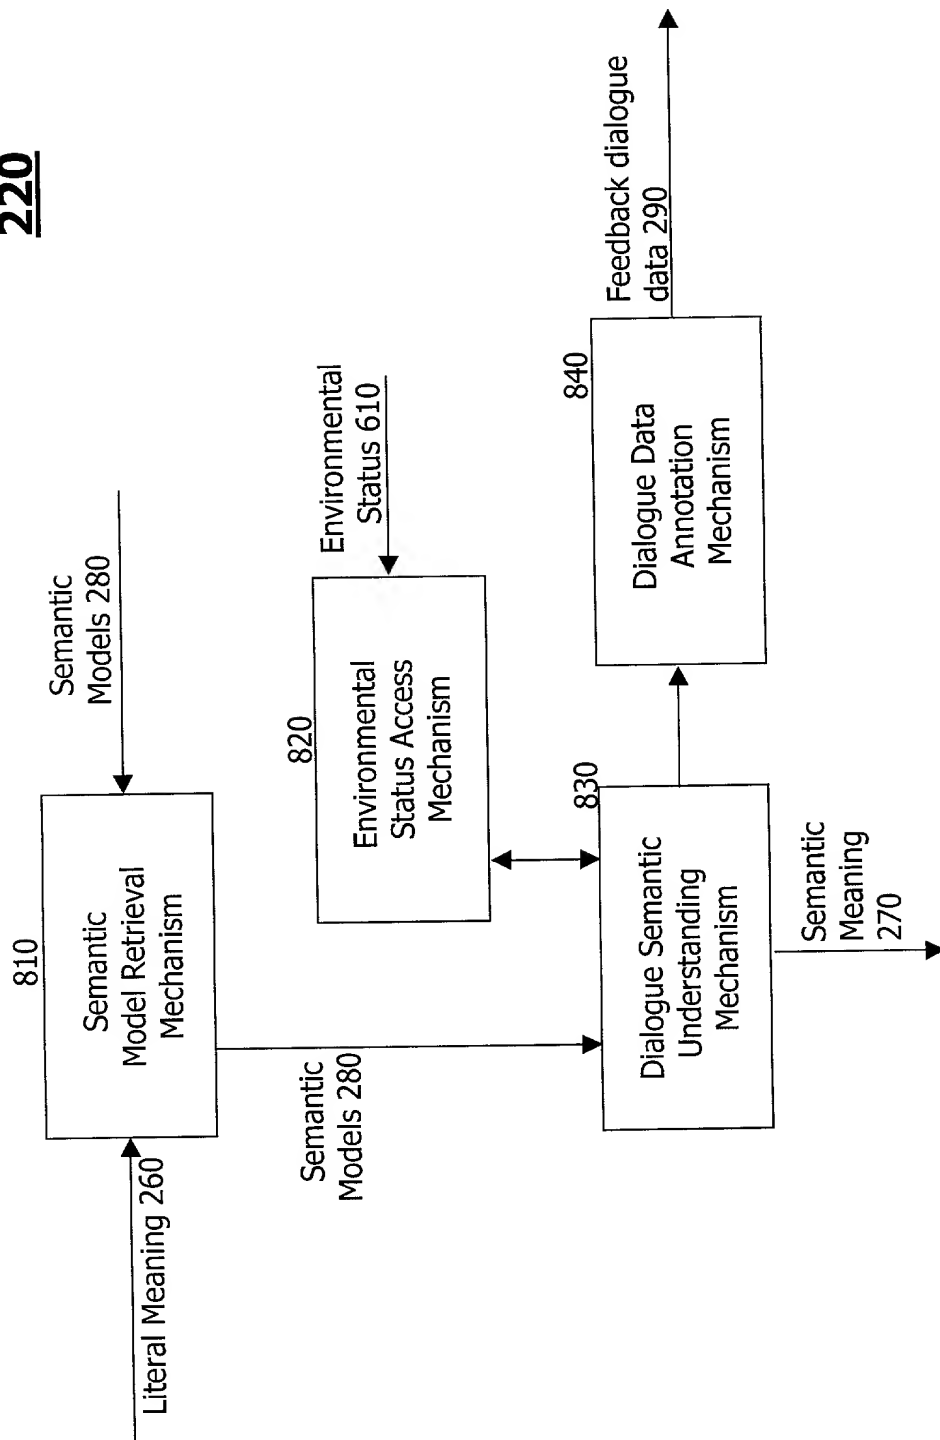 220
810
Semantic
Model Retrieval
Mechanism
Semantic
Models 280
Literal Meaning 260
Semantic
Models 280
820
Environmental
Status Access
Mechanism
Environmental
Status 610
830
Dialogue Semantic
Understanding
Mechanism
Semantic
Meaning
270
840
Dialogue Data
Annotation
Mechanism
Feedback dialogue
data 290